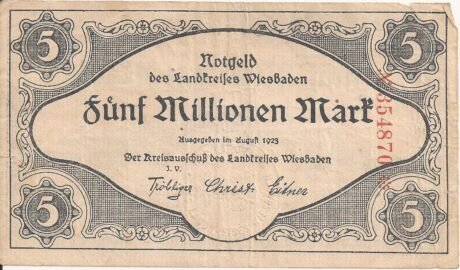 5 5
Notgeld
des Landkreises Wiesbaden
Fünf Millionen Mark
Ausgegeben im August 1923
Der Kreisausschuß des Landkreises Wiesbaden
I. V.
Christ
5 5